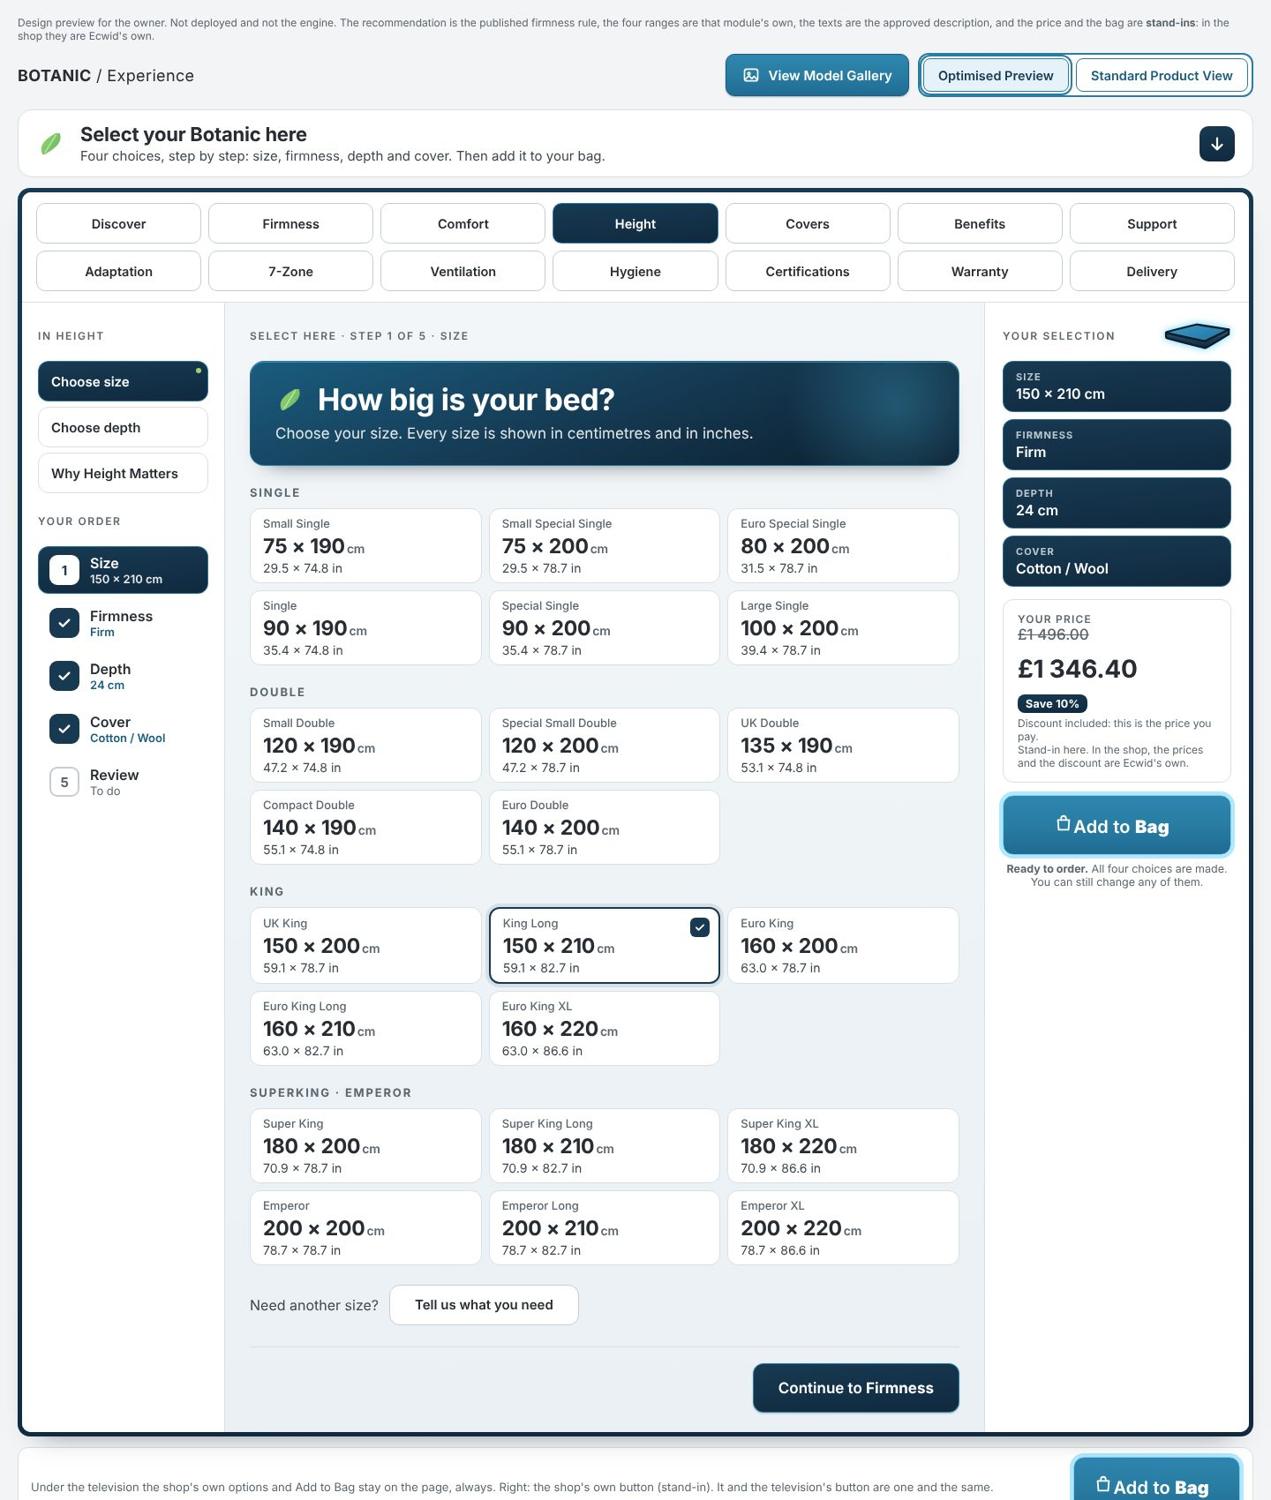 Design preview for the owner. Not deployed and not the engine. The recommendation is the published firmness rule, the four ranges are that module's own, the texts are the approved description, and the price and the bag are stand-ins: in the
shop they are Ecwid's own.
BOTANIC / Experience
View Model Gallery
Optimised Preview
Standard Product View
Select your Botanic here
Four choices, step by step: size, firmness, depth and cover. Then add it to your bag.
Discover
Firmness
Comfort
Height
Covers
Benefits
Support
Adaptation
7-Zone
Ventilation
Hygiene
Certifications
Warranty
Delivery
IN HEIGHT
Choose size
Choose depth
Why Height Matters
YOUR ORDER
1
Size
150 × 210 cm
Firmness
Firm
Depth
24 cm
Cover
Cotton / Wool
5
Review
To do
SELECT HERE · STEP 1 OF 5 · SIZE
How big is your bed?
Choose your size. Every size is shown in centimetres and in inches.
SINGLE
Small Single
75 × 190 cm
29.5 × 74.8 in
Small Special Single
75 × 200 cm
29.5 × 78.7 in
Euro Special Single
80 × 200 cm
31.5 × 78.7 in
Single
90 × 190 cm
35.4 × 74.8 in
Special Single
90 × 200 cm
35.4 × 78.7 in
Large Single
100 × 200 cm
39.4 × 78.7 in
DOUBLE
Small Double
120 × 190 cm
47.2 × 74.8 in
Special Small Double
120 × 200 cm
47.2 × 78.7 in
UK Double
135 × 190 cm
53.1 × 74.8 in
Compact Double
140 × 190 cm
55.1 × 74.8 in
Euro Double
140 × 200 cm
55.1 × 78.7 in
KING
UK King
150 × 200 cm
59.1 × 78.7 in
King Long
150 × 210 cm
59.1 × 82.7 in
Euro King
160 × 200 cm
63.0 × 78.7 in
Euro King Long
160 × 210 cm
63.0 × 82.7 in
Euro King XL
160 × 220 cm
63.0 × 86.6 in
SUPERKING · EMPEROR
Super King
180 × 200 cm
70.9 × 78.7 in
Super King Long
180 × 210 cm
70.9 × 82.7 in
Super King XL
180 × 220 cm
70.9 × 86.6 in
Emperor
200 × 200 cm
78.7 × 78.7 in
Emperor Long
200 × 210 cm
78.7 × 82.7 in
Emperor XL
200 × 220 cm
78.7 × 86.6 in
Need another size?
Tell us what you need
Continue to Firmness
YOUR SELECTION
SIZE
150 × 210 cm
FIRMNESS
Firm
DEPTH
24 cm
COVER
Cotton / Wool
YOUR PRICE
£1 496.00
£1 346.40
Save 10%
Discount included: this is the price you
pay.
Stand-in here. In the shop, the prices
and the discount are Ecwid's own.
Add to Bag
Ready to order. All four choices are made.
You can still change any of them.
Under the television the shop's own options and Add to Bag stay on the page, always. Right: the shop's own button (stand-in). It and the television's button are one and the same.
Add to Bag